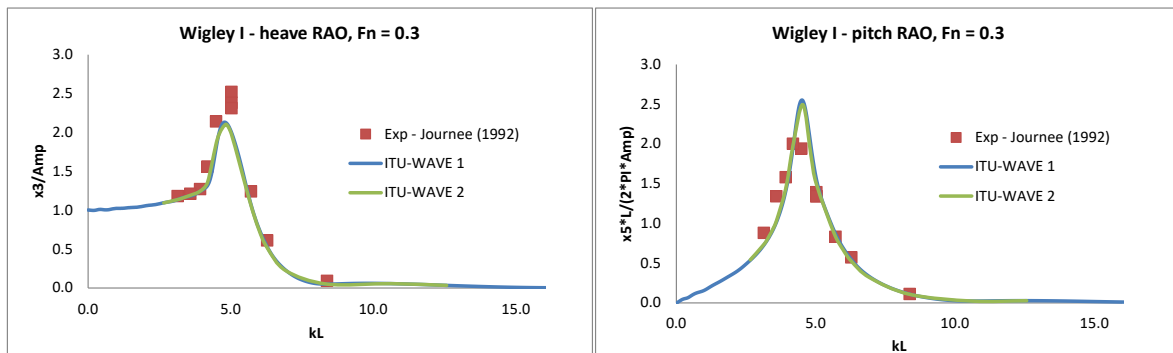 Wigley I - heave RAO, Fn = 0.3
3.0
2.5
2.0
1.5
1.0
0.5
0.0
x3/Amp
Exp - Journee (1992)
ITU-WAVE 1
ITU-WAVE 2
0.0 5.0 10.0 15.0
kL
Wigley I - pitch RAO, Fn = 0.3
3.0
2.5
2.0
1.5
1.0
0.5
0.0
x5*L/(2*PI*Amp)
Exp - Journee (1992)
ITU-WAVE 1
ITU-WAVE 2
0.0 5.0 10.0 15.0
kL